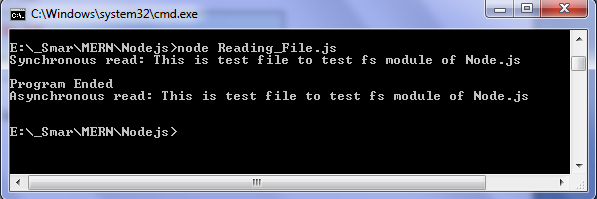 C:\Windows\system32\cmd.exe
E:\_Smar\MERN\Nodejs>node Reading_File.js
Synchronous read: This is test file to test fs module of Node.js
Program Ended
Asynchronous read: This is test file to test fs module of Node.js
E:\_Smar\MERN\Nodejs>